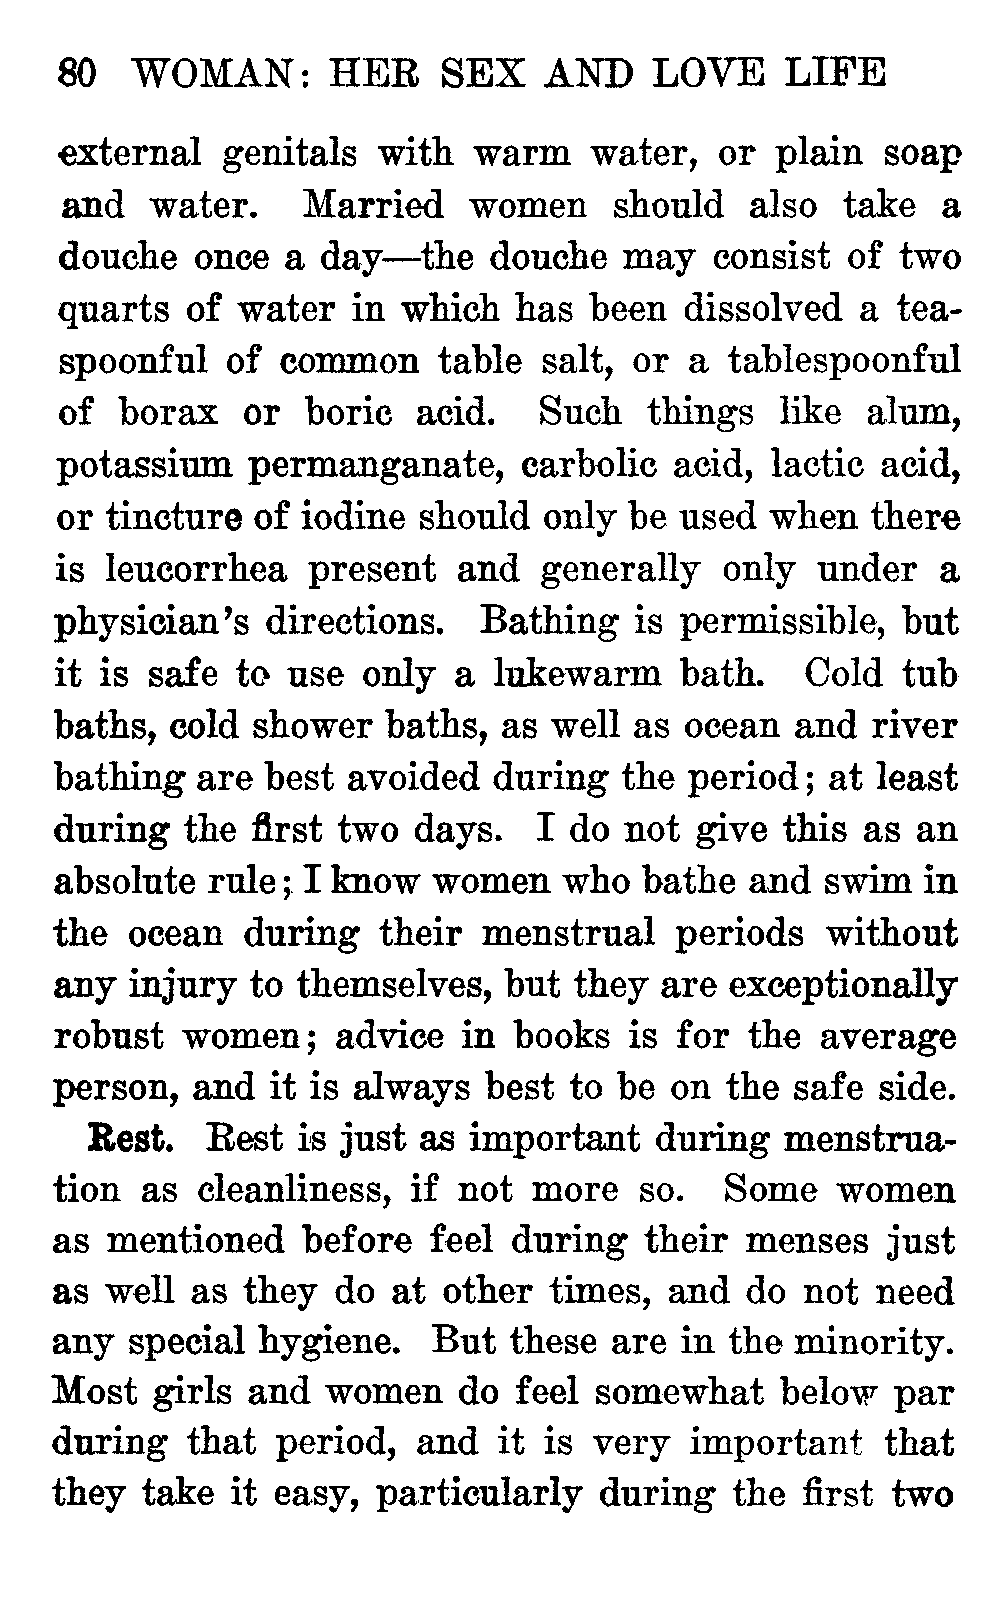 80 WOMAN: HER SEX AND LOVE LIFE
external genitals with warm water, or plain soap
and water. Married women should also take a
douche once a day—the douche may consist of two
quarts of water in which has been dissolved a tea-
spoonful of common table salt, or a tablespoonful
of borax or boric acid. Such things like alum,
potassium permanganate, carbolic acid, lactic acid,
or tincture of iodine should only be used when there
is leucorrhea present and generally only under a
physician's directions. Bathing is permissible, but
it is safe to use only a lukewarm bath. Cold tub
baths, cold shower baths, as well as ocean and river
bathing are best avoided during the period; at least
during the first two days. I do not give this as an
absolute rule; I know women who bathe and swim in
the ocean during their menstrual periods without
any injury to themselves, but they are exceptionally
robust women; advice in books is for the average
person, and it is always best to be on the safe side.
Rest. Rest is just as important during menstrua-
tion as cleanliness, if not more so. Some women
as mentioned before feel during their menses just
as well as they do at other times, and do not need
any special hygiene. But these are in the minority.
Most girls and women do feel somewhat below par
during that period, and it is very important that
they take it easy, particularly during the first two